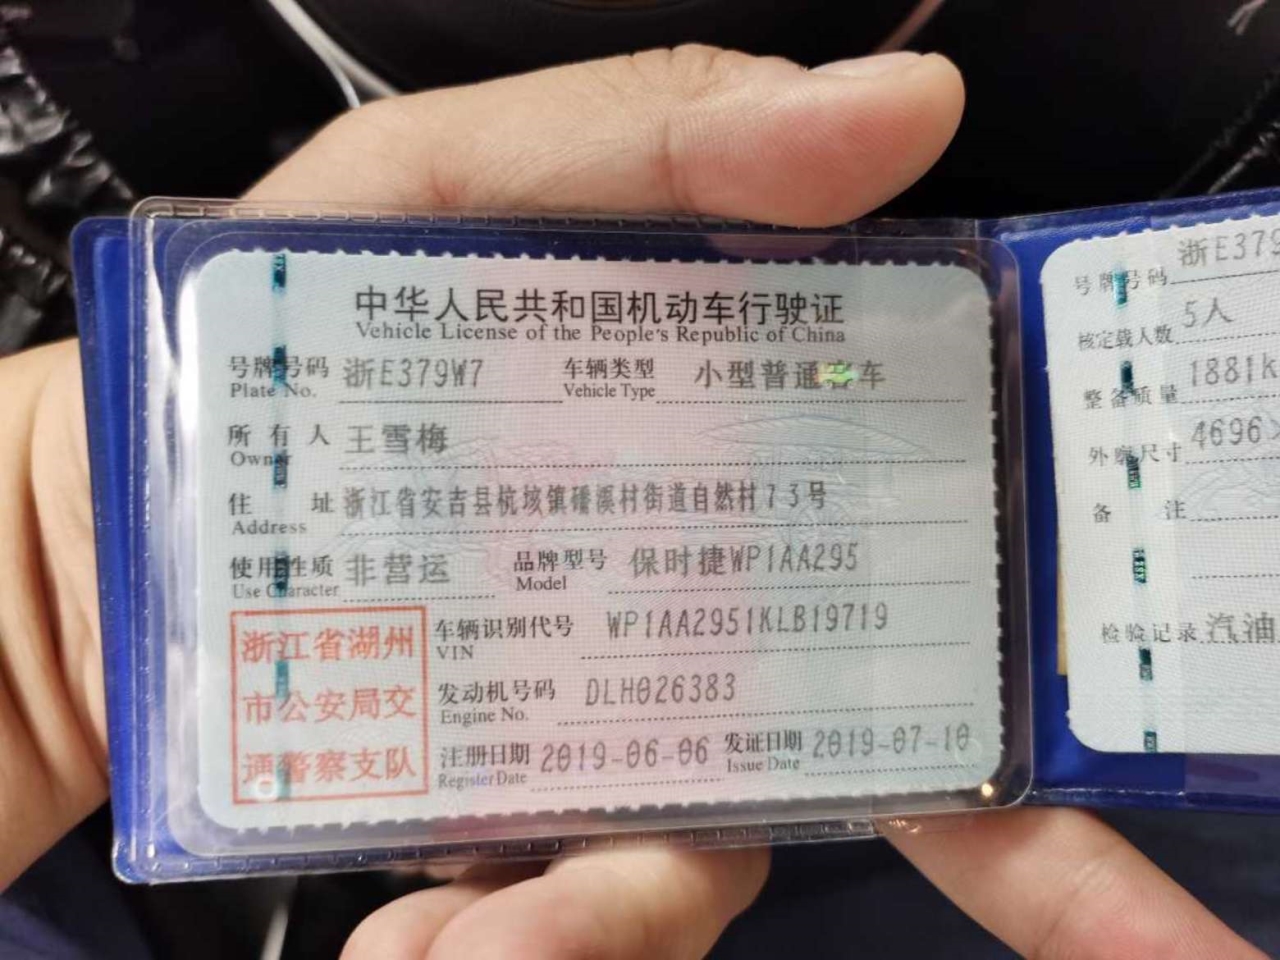 中华人民共和国机动车行驶证
Vehicle License of the People's Republic of China
号牌号码 浙E379W7 车辆类型 小型普通客车
Plate No. Vehicle Type
所有人 王雪梅
Owner
住址 浙江省安吉县杭垓镇磻溪村街道自然村73号
Address
使用性质 非营运 品牌型号 保时捷WP1AA295
Use Character Model
浙江省湖州
市公安局交
通警察支队
车辆识别代号 WP1AA2951KLB19719
VIN
发动机号码 DLH026383
Engine No.
注册日期 2019-06-06 发证日期 2019-07-10
Register Date Issue Date
号牌号码 浙E379
核定载人数 5人
整备质量 1881k
外廓尺寸 4696×
备注
检验记录 汽油